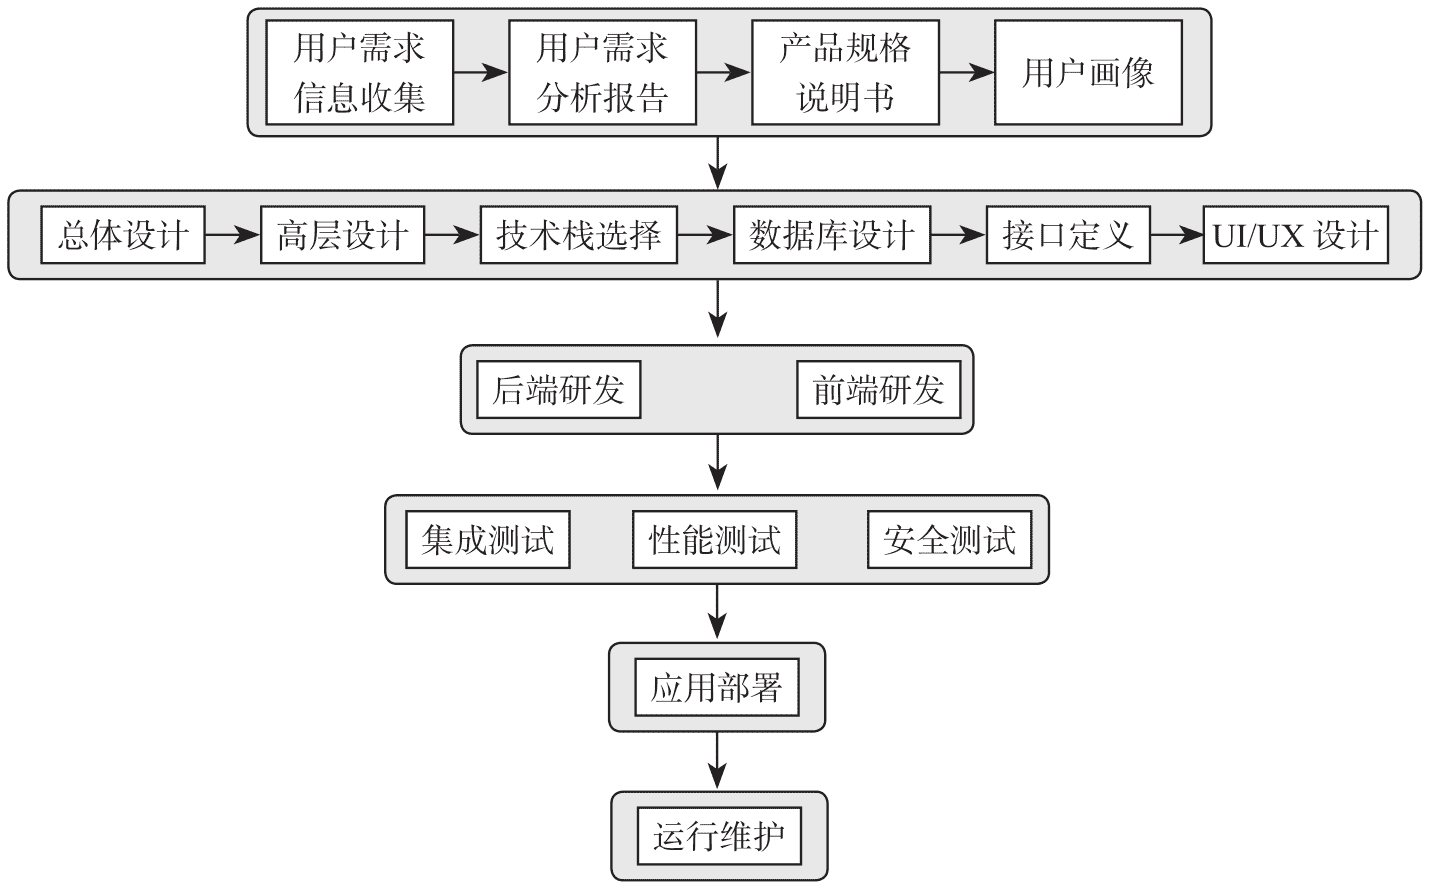 用户需求
信息收集
用户需求
分析报告
产品规格
说明书
用户画像
总体设计
高层设计
技术栈选择
数据库设计
接口定义
UI/UX 设计
后端研发
前端研发
集成测试
性能测试
安全测试
应用部署
运行维护